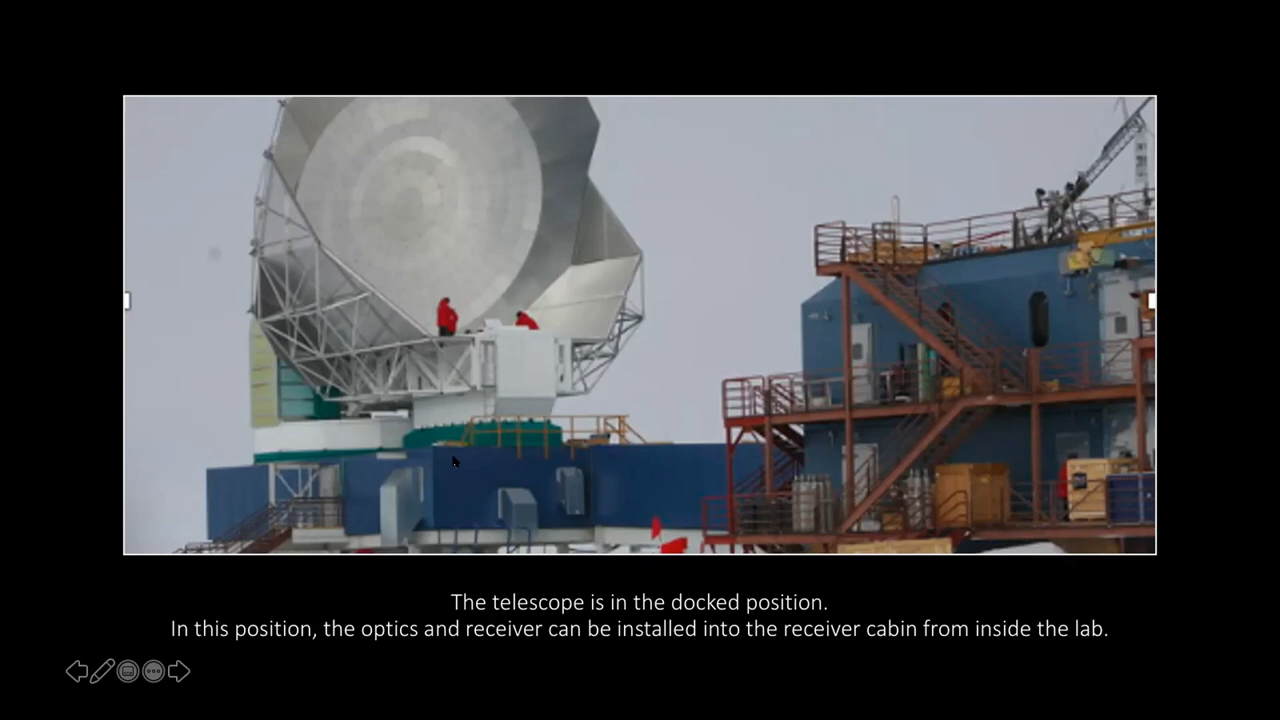 The telescope is in the docked position.
In this position, the optics and receiver can be installed into the receiver cabin from inside the lab.